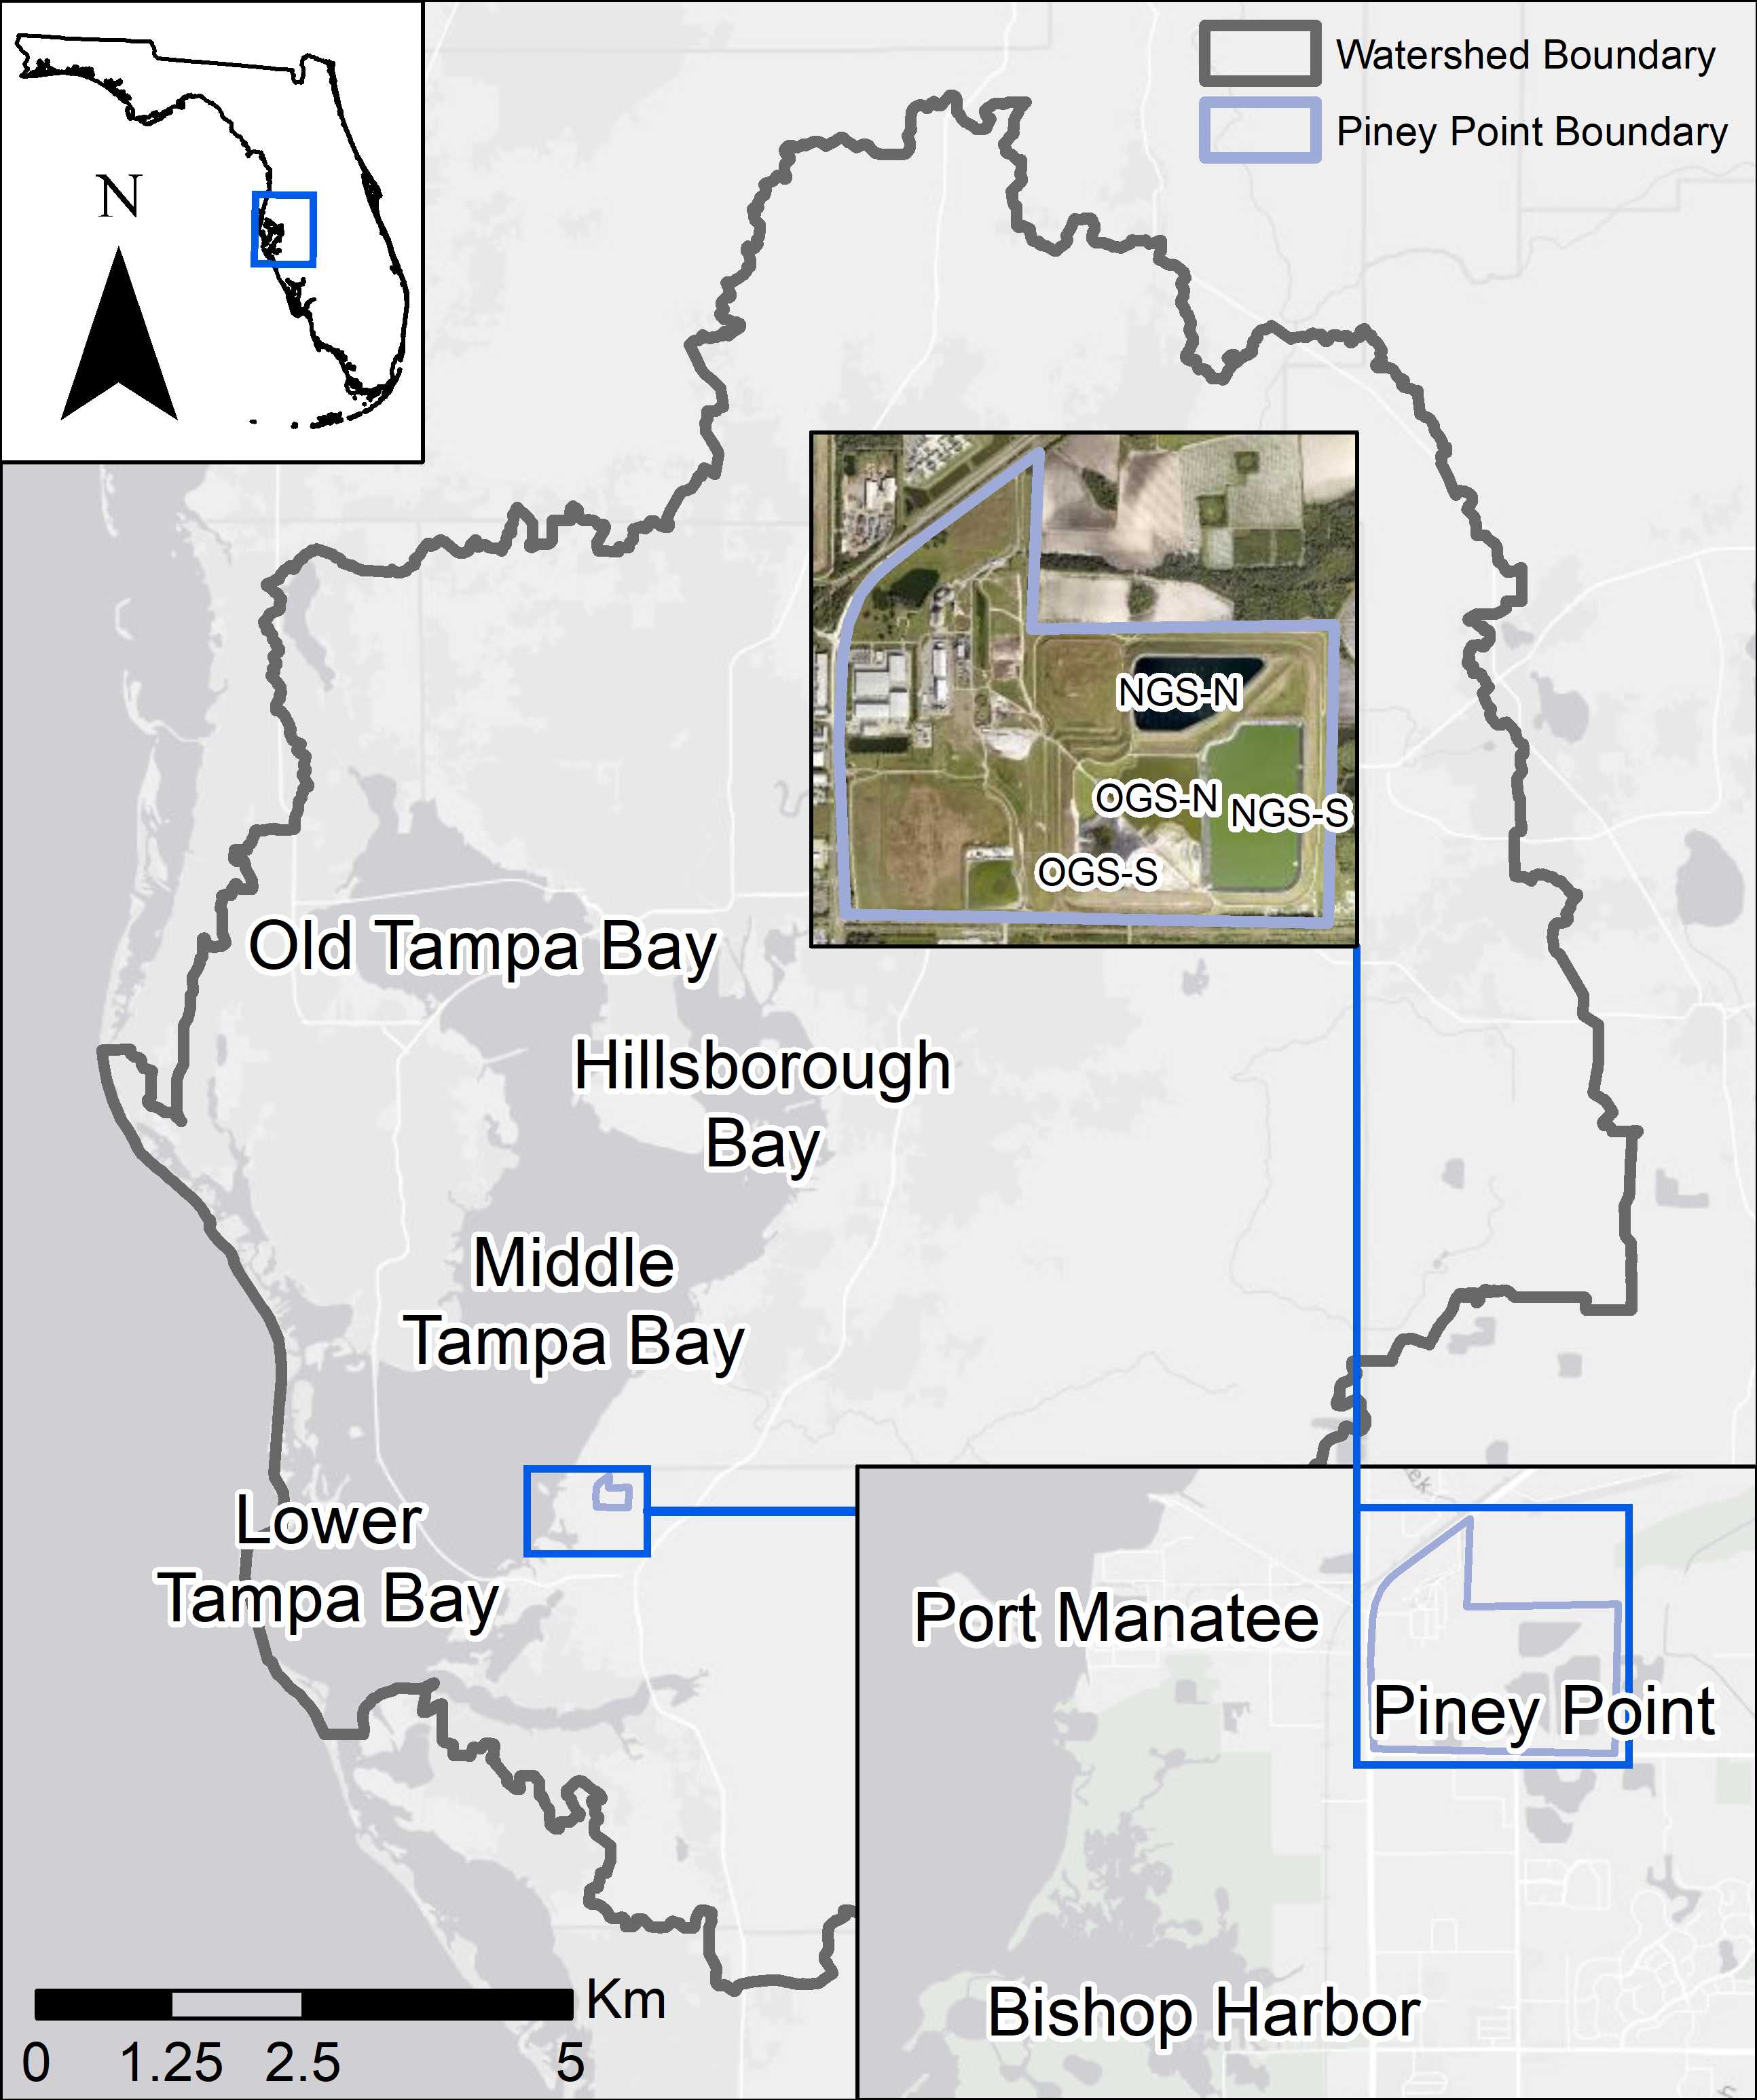 Watershed Boundary
Piney Point Boundary
N
NGS-N
OGS-N
NGS-S
OGS-S
Old Tampa Bay
Hillsborough
Bay
Middle
Tampa Bay
Lower
Tampa Bay
Port Manatee
Piney Point
Bishop Harbor
Km
0 1.25 2.5 5